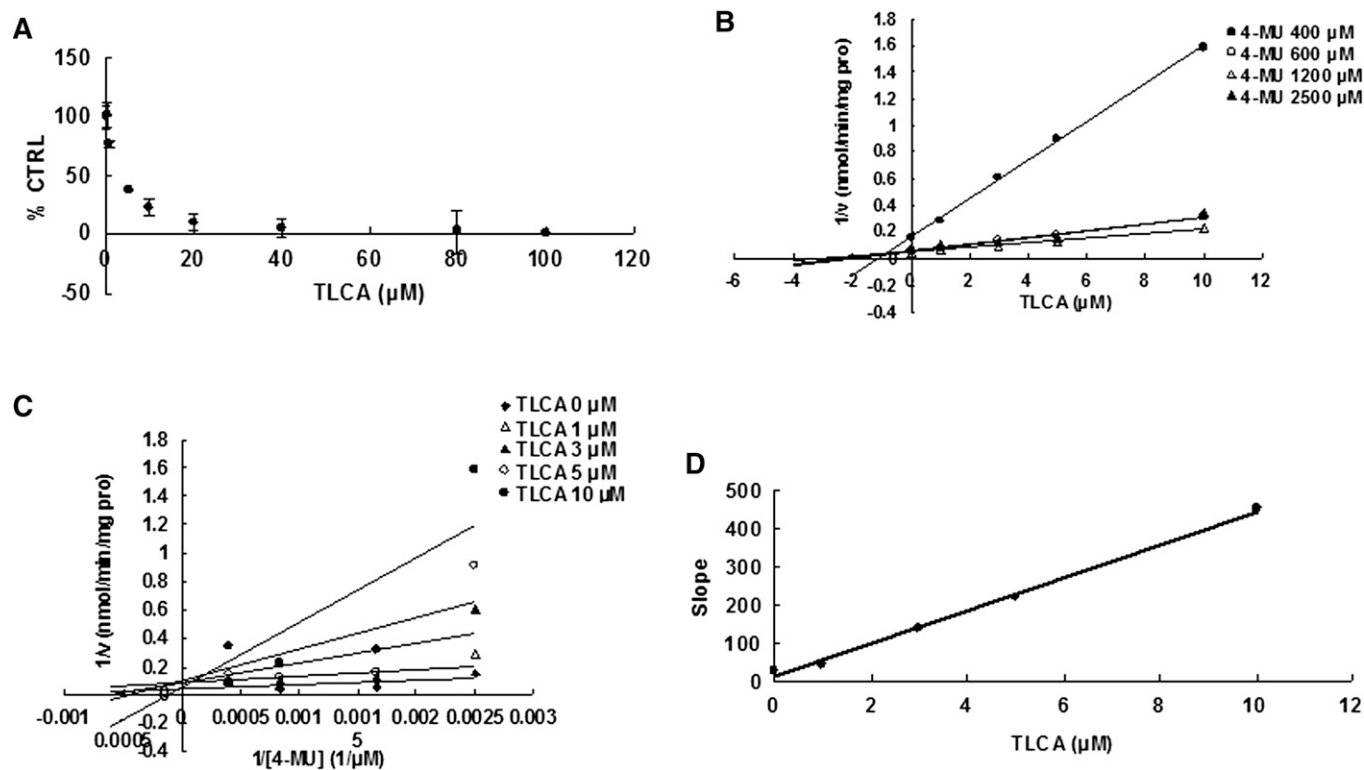 A
% CTRL
150
100
50
0
-50
0 20 40 60 80 100 120
TLCA (µM)
B
1/v (nmol/min/mg pro)
1.8
1.6
1.4
1.2
1
0.8
0.6
0.4
0.2
0
-0.2
-0.4
-6 -4 -2 0 2 4 6 8 10 12
TLCA (µM)
4-MU 400 µM
4-MU 600 µM
4-MU 1200 µM
4-MU 2500 µM
C
TLCA 0 µM
TLCA 1 µM
TLCA 3 µM
TLCA 5 µM
TLCA 10 µM
1/v (nmol/min/mg pro)
1.8
1.6
1.4
1.2
1
0.8
0.6
0.4
0.2
0
-0.2
-0.4
-0.001 0 0.0005 0.001 0.001 0.002 0.0025 0.003
0.0005 5
1/[4-MU] (1/µM)
D
Slope
500
400
300
200
100
0
0 2 4 6 8 10 12
TLCA (µM)